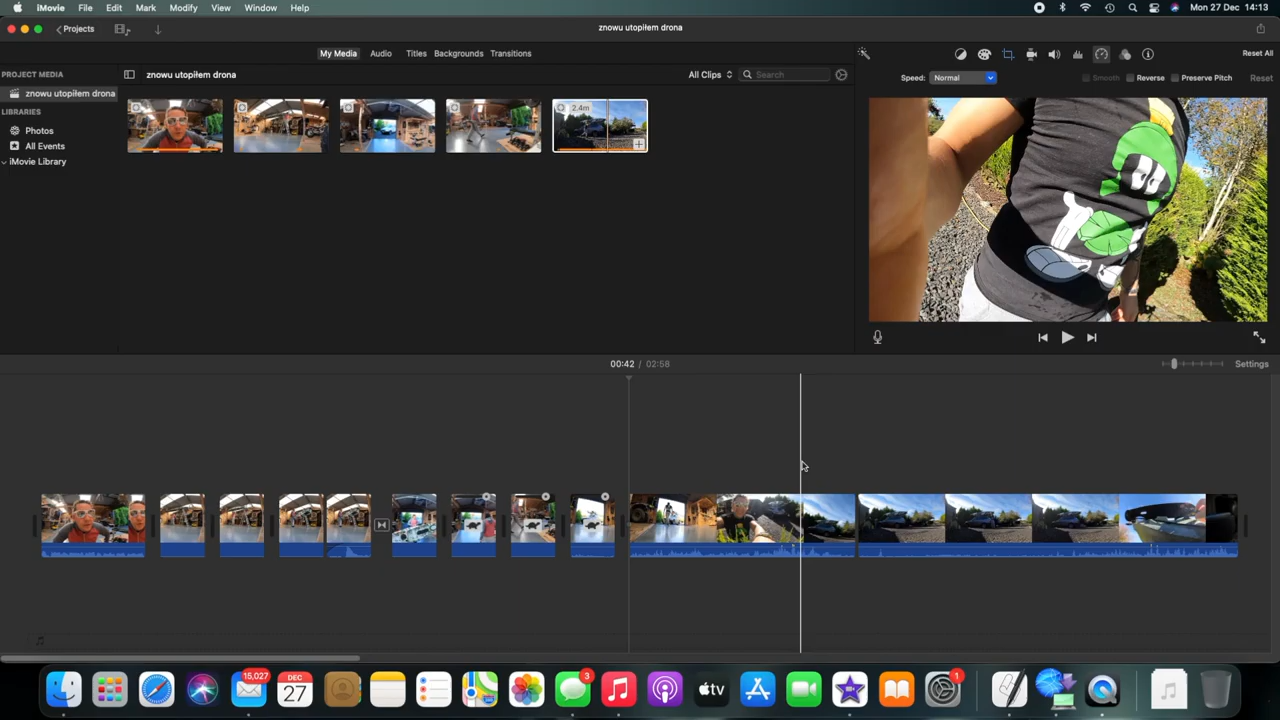 iMovie File Edit Mark Modify View Window Help Mon 27 Dec 14:13
Projects znowu utopiłem drona
My Media Audio Titles Backgrounds Transitions Reset All
PROJECT MEDIA znowu utopiłem drona All Clips Search Speed: Normal Smooth Reverse Preserve Pitch Reset
znowu utopiłem drona
LIBRARIES
Photos
All Events
iMovie Library
2.4m
00:42 / 02:58 Settings
15,027
DEC
27
3
tv
1